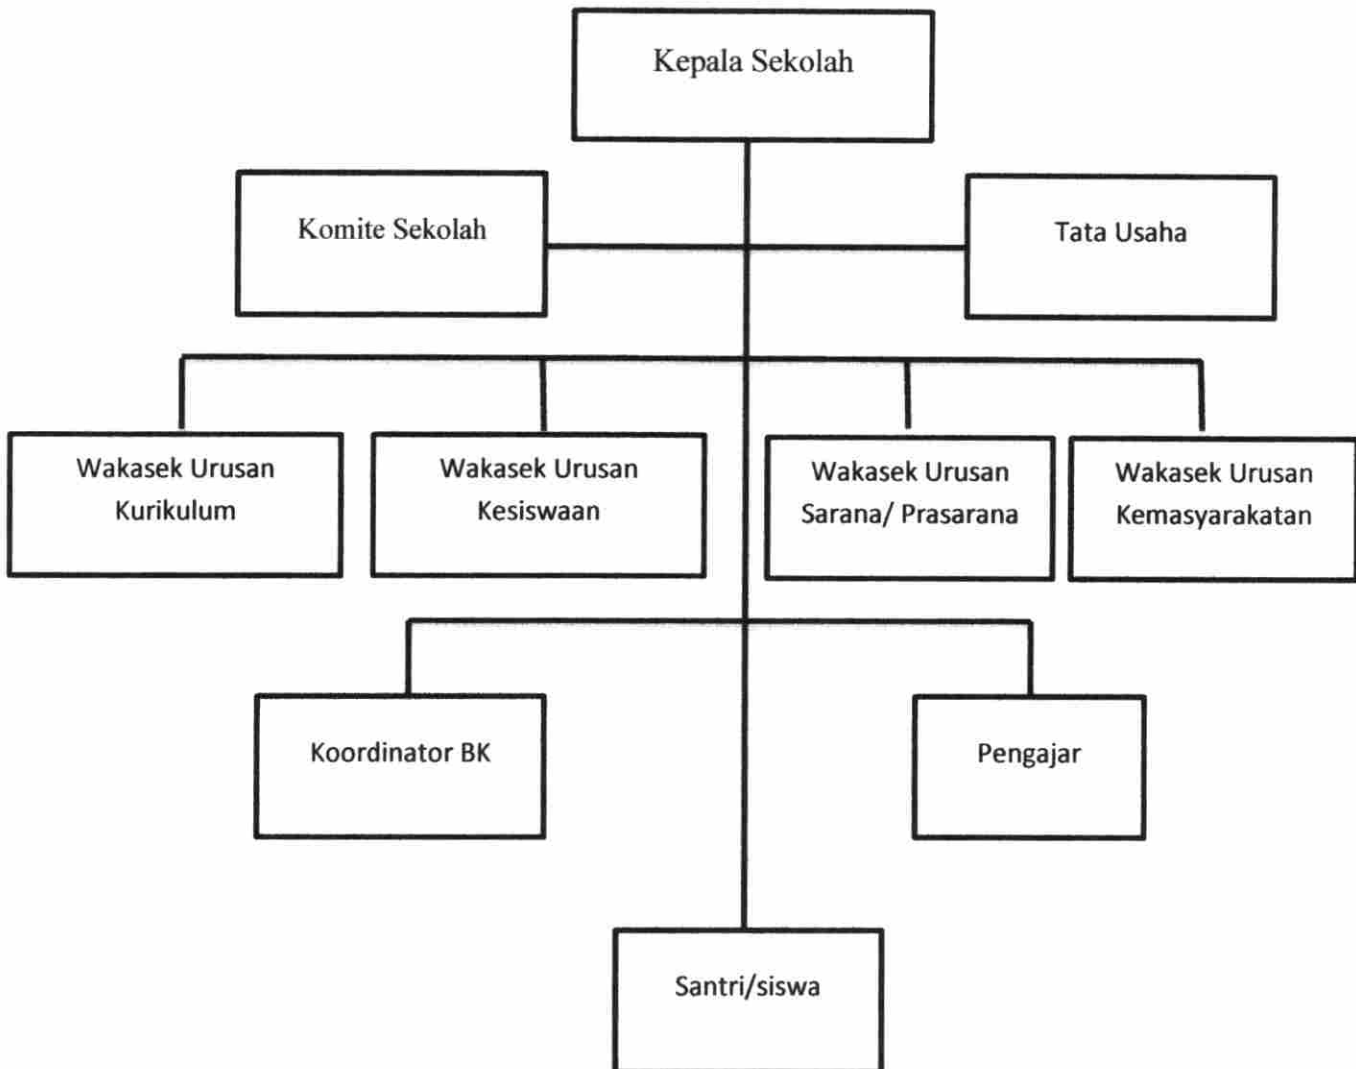 Kepala Sekolah
Komite Sekolah
Tata Usaha
Wakasek Urusan
Kurikulum
Wakasek Urusan
Kesiswaan
Wakasek Urusan
Sarana/ Prasarana
Wakasek Urusan
Kemasyarakatan
Koordinator BK
Pengajar
Santri/siswa